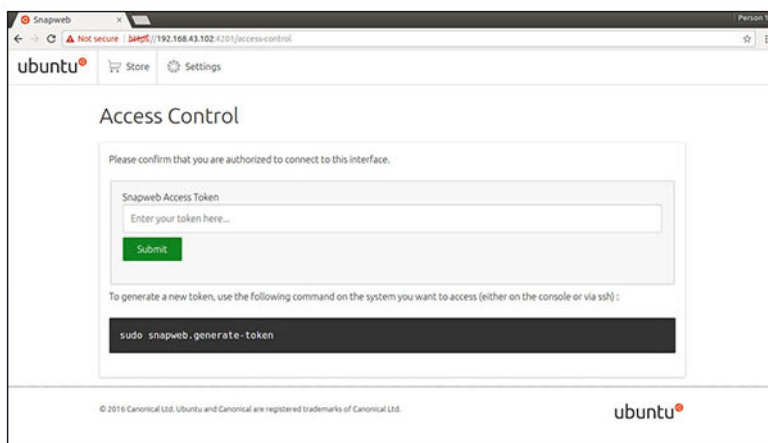 Snapweb
Person 1
Not secure | https://192.168.43.102:4201/access-control
ubuntu
Store
Settings
Access Control
Please confirm that you are authorized to connect to this interface.
Snapweb Access Token
Enter your token here...
Submit
To generate a new token, use the following command on the system you want to access (either on the console or via ssh) :
sudo snapweb.generate-token
© 2016 Canonical Ltd. Ubuntu and Canonical are registered trademarks of Canonical Ltd.
ubuntu